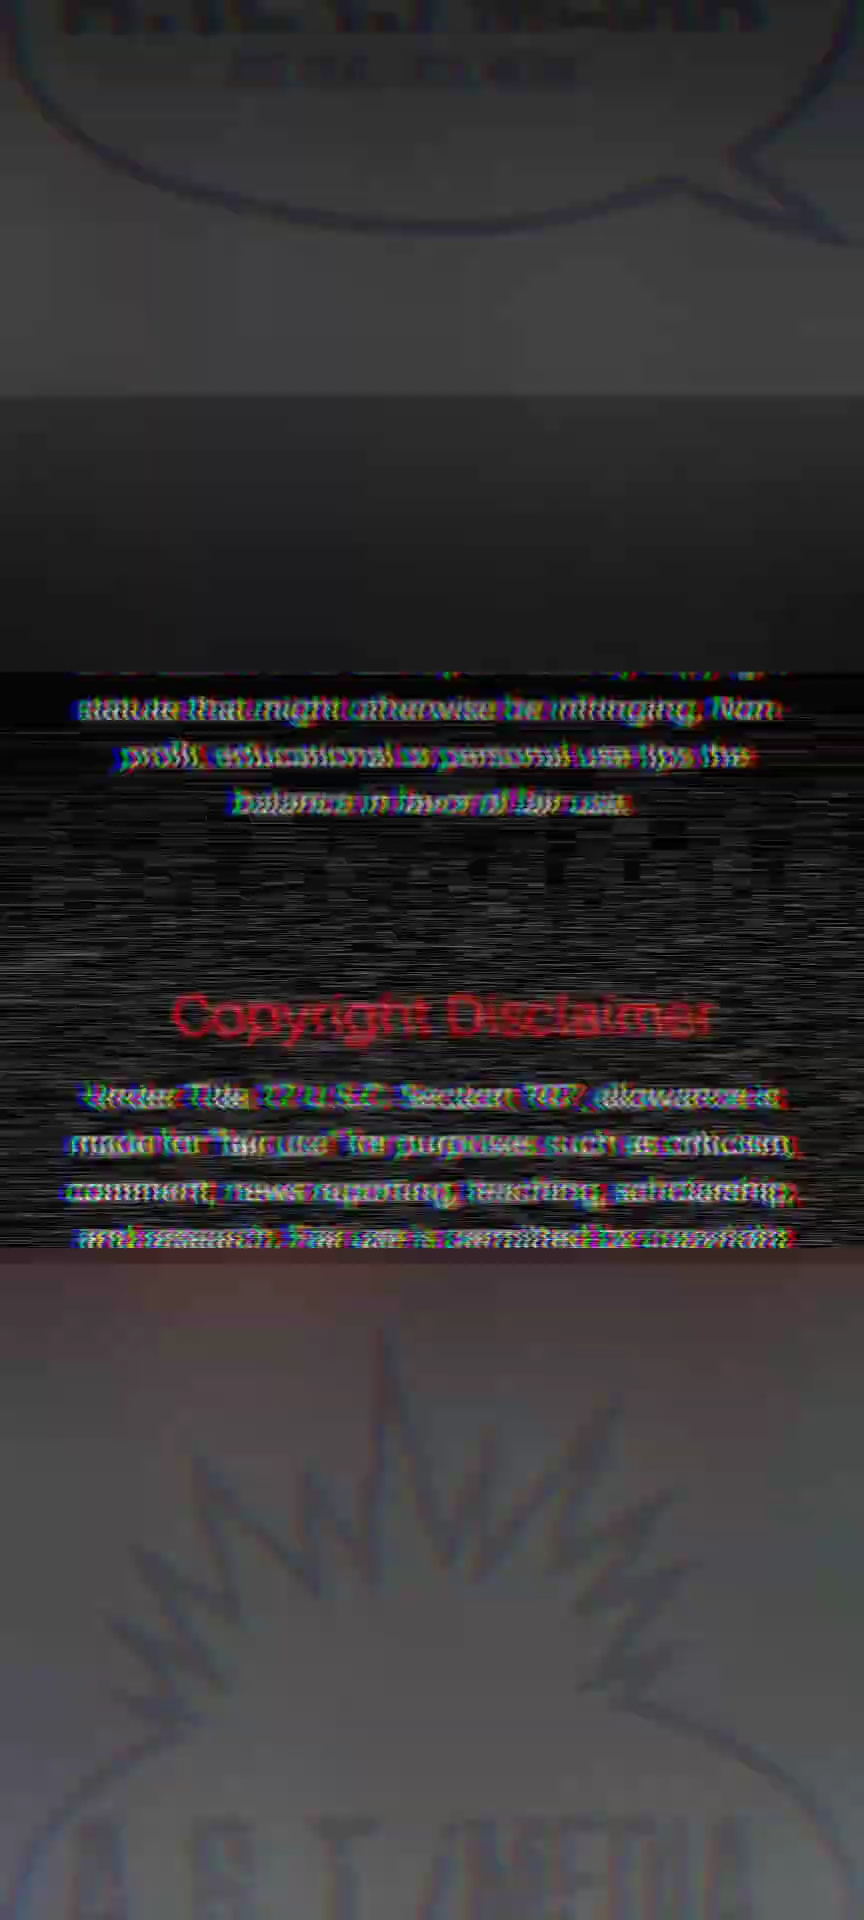 statute that might otherwise be infringing. Non-
profit, educational or personal use tips the
balance in favor of fair use.
Copyright Disclaimer
Under Title 17 U.S.C. Section 107, allowance is
made for "fair use" for purposes such as criticism,
comment, news reporting, teaching, scholarship,
and research. Fair use is permitted by copyright
MEDIA